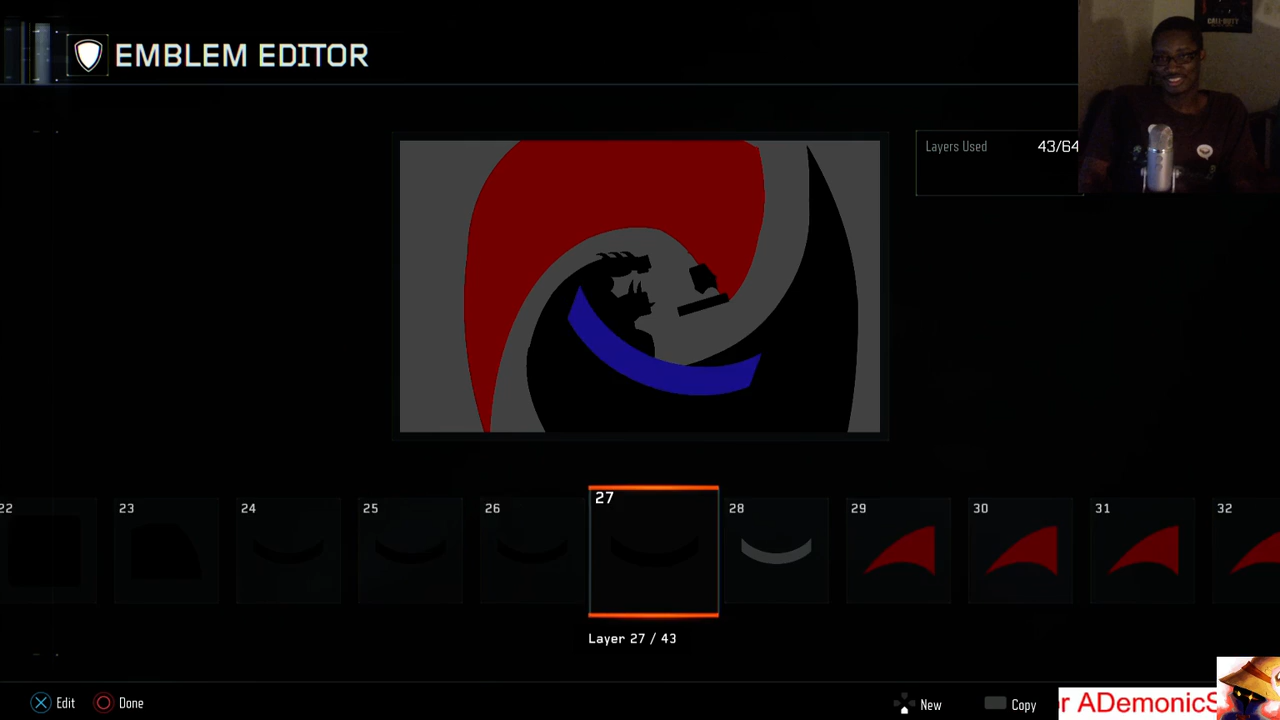 EMBLEM EDITOR
Layers Used 43/64
22 23 24 25 26 27 28 29 30 31 32
Layer 27 / 43
Edit Done New Copy
r ADemonicS